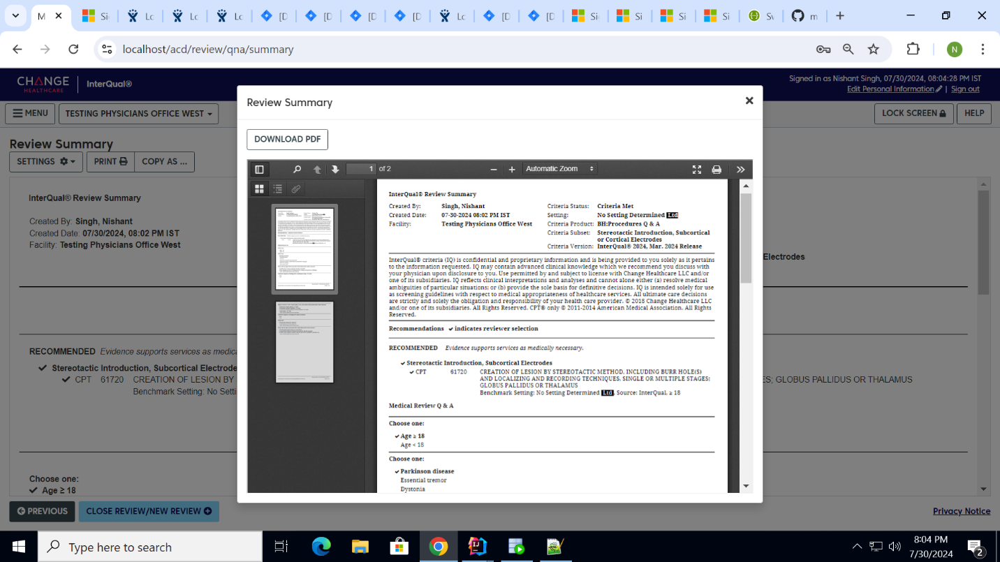 M
Si
Lo
Lo
Lo
[D
[D
[D
[D
Lo
[D
[D
Si
Si
Si
Si
Sv
m
localhost/acd/review/qna/summary
N
CHANGE
HEALTHCARE
InterQual®
Signed in as Nishant Singh, 07/30/2024, 08:04:28 PM IST
Edit Personal Information | Sign out
MENU
TESTING PHYSICIANS OFFICE WEST
LOCK SCREEN
HELP
Review Summary
SETTINGS
PRINT
COPY AS ...
InterQual® Review Summary
Created By: Singh, Nishant
Created Date: 07/30/2024, 08:02 PM IST
Facility: Testing Physicians Office West
Electrodes
RECOMMENDED Evidence supports services as medica
Stereotactic Introduction, Subcortical Electrode
CPT 61720 CREATION OF LESION BY
ES; GLOBUS PALLIDUS OR THALAMUS
Benchmark Setting: No Setti
Choose one:
Age ≥ 18
PREVIOUS
CLOSE REVIEW/NEW REVIEW
Privacy Notice
Review Summary
DOWNLOAD PDF
1 of 2
Automatic Zoom
InterQual® Review Summary
Created By: Singh, Nishant
Created Date: 07-30-2024 08:02 PM IST
Facility: Testing Physicians Office West
Criteria Status: Criteria Met
Setting: No Setting Determined Ltd
Criteria Product: BH:Procedures Q & A
Criteria Subset: Stereotactic Introduction, Subcortical
or Cortical Electrodes
Criteria Version: InterQual® 2024, Mar. 2024 Release
InterQual® criteria (IQ) is confidential and proprietary information and is being provided to you solely as it pertains
to the information requested. IQ may contain advanced clinical knowledge which we recommend you discuss with
your physician upon disclosure to you. Use permitted by and subject to license with Change Healthcare LLC and/or
one of its subsidiaries. IQ reflects clinical interpretations and analyses and cannot alone either (a) resolve medical
ambiguities of particular situations; or (b) provide the sole basis for definitive decisions. IQ is intended solely for use
as screening guidelines with respect to medical appropriateness of healthcare services. All ultimate care decisions
are strictly and solely the obligation and responsibility of your health care provider. © 2018 Change Healthcare LLC
and/or one of its subsidiaries. All Rights Reserved. CPT® only © 2011-2014 American Medical Association. All Rights
Reserved.
Recommendations ✔ indicates reviewer selection
RECOMMENDED Evidence supports services as medically necessary.
✔ Stereotactic Introduction, Subcortical Electrodes
✔ CPT 61720 CREATION OF LESION BY STEREOTACTIC METHOD, INCLUDING BURR HOLE(S)
AND LOCALIZING AND RECORDING TECHNIQUES, SINGLE OR MULTIPLE STAGES;
GLOBUS PALLIDUS OR THALAMUS
Benchmark Setting: No Setting Determined Ltd; Source: InterQual, ≥ 18
Medical Review Q & A
Choose one:
✔ Age ≥ 18
Age < 18
Choose one:
✔ Parkinson disease
Essential tremor
Dystonia
Type here to search
8:04 PM
7/30/2024
2